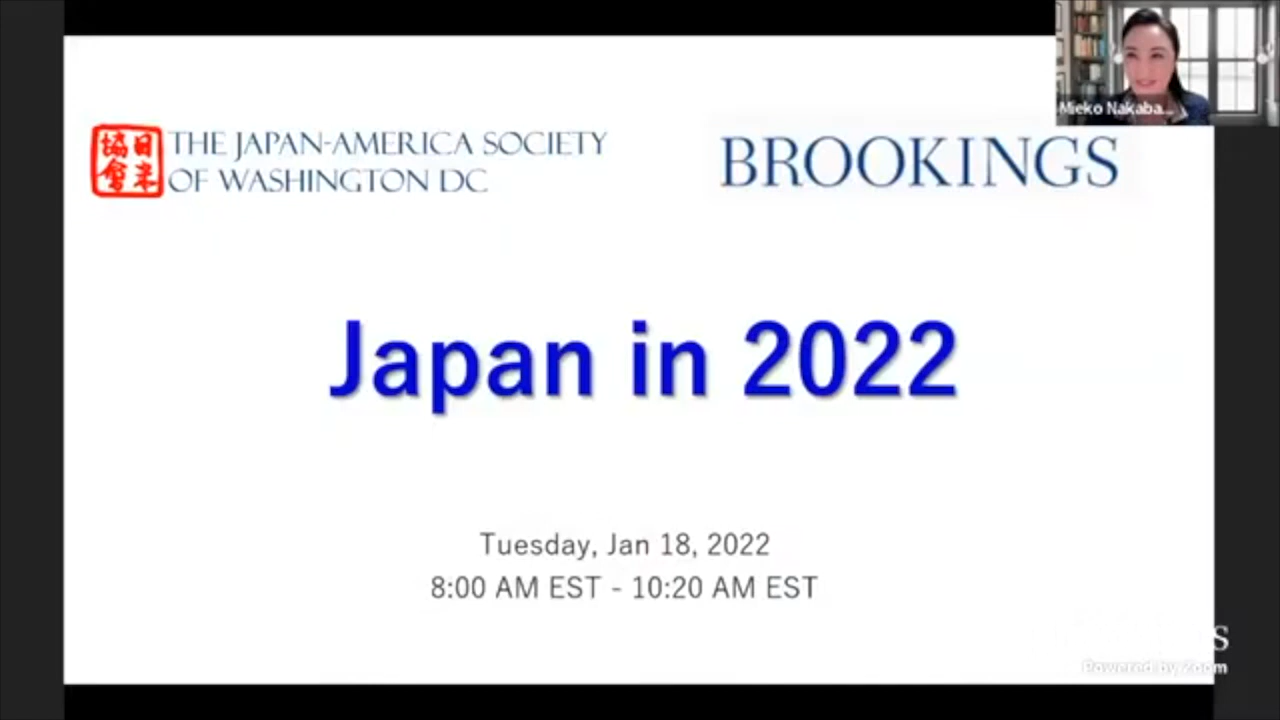 日米
協會
THE JAPAN-AMERICA SOCIETY
OF WASHINGTON DC
BROOKINGS
Mieko Nakaba...
Japan in 2022
Tuesday, Jan 18, 2022
8:00 AM EST - 10:20 AM EST
S
Powered by Zoom